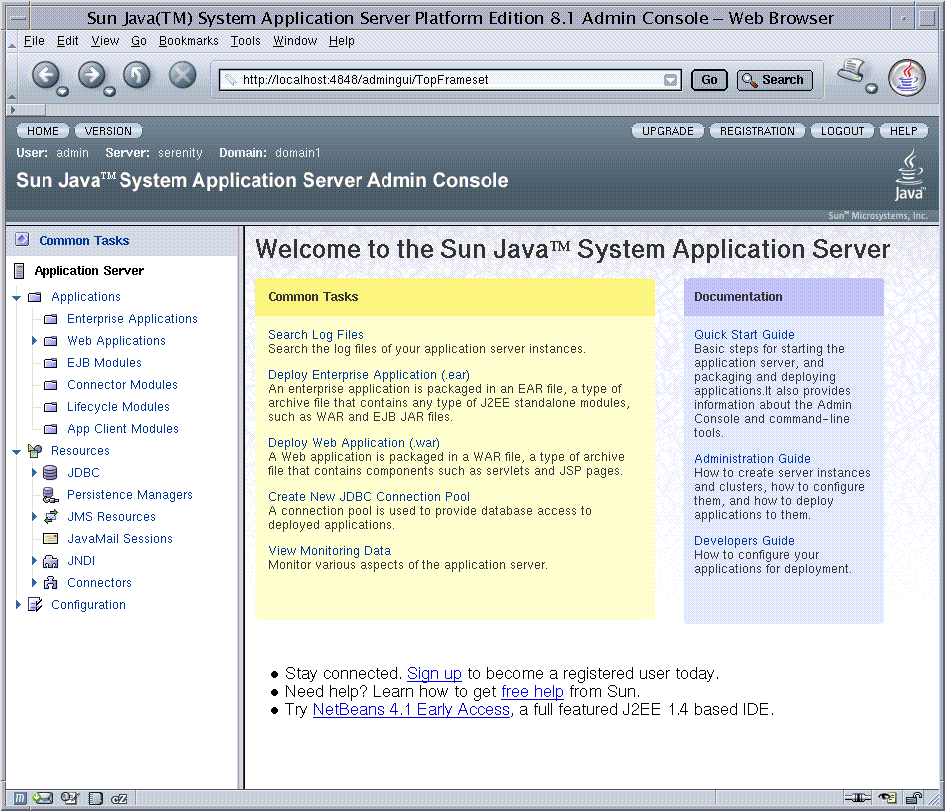 Sun Java(TM) System Application Server Platform Edition 8.1 Admin Console – Web Browser
File Edit View Go Bookmarks Tools Window Help
http://localhost:4848/admingui/TopFrameset Go Search
HOME VERSION UPGRADE REGISTRATION LOGOUT HELP
User: admin Server: serenity Domain: domain1
Sun Java™ System Application Server Admin Console
Java™
Sun™ Microsystems, Inc.
Common Tasks
Application Server
Applications
Enterprise Applications
Web Applications
EJB Modules
Connector Modules
Lifecycle Modules
App Client Modules
Resources
JDBC
Persistence Managers
JMS Resources
JavaMail Sessions
JNDI
Connectors
Configuration
Welcome to the Sun Java™ System Application Server
Common Tasks
Search Log Files
Search the log files of your application server instances.
Deploy Enterprise Application (.ear)
An enterprise application is packaged in an EAR file, a type of
archive file that contains any type of J2EE standalone modules,
such as WAR and EJB JAR files.
Deploy Web Application (.war)
A Web application is packaged in a WAR file, a type of archive
file that contains components such as servlets and JSP pages.
Create New JDBC Connection Pool
A connection pool is used to provide database access to
deployed applications.
View Monitoring Data
Monitor various aspects of the application server.
Documentation
Quick Start Guide
Basic steps for starting the
application server, and
packaging and deploying
applications.It also provides
information about the Admin
Console and command-line
tools.
Administration Guide
How to create server instances
and clusters, how to configure
them, and how to deploy
applications to them.
Developers Guide
How to configure your
applications for deployment.
• Stay connected. Sign up to become a registered user today.
• Need help? Learn how to get free help from Sun.
• Try NetBeans 4.1 Early Access, a full featured J2EE 1.4 based IDE.
cZ